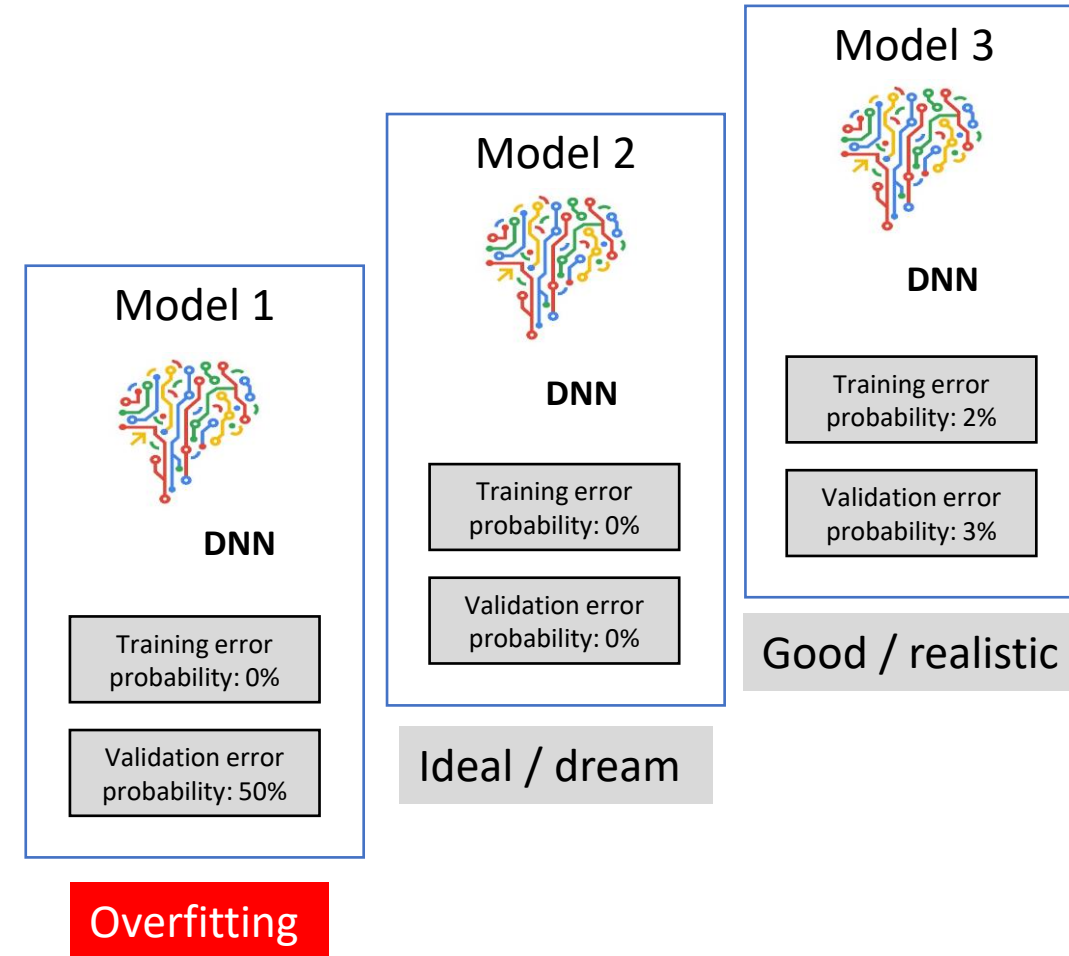 Model 1
DNN
Training error
probability: 0%
Validation error
probability: 50%
Overfitting
Model 2
DNN
Training error
probability: 0%
Validation error
probability: 0%
Ideal / dream
Model 3
DNN
Training error
probability: 2%
Validation error
probability: 3%
Good / realistic